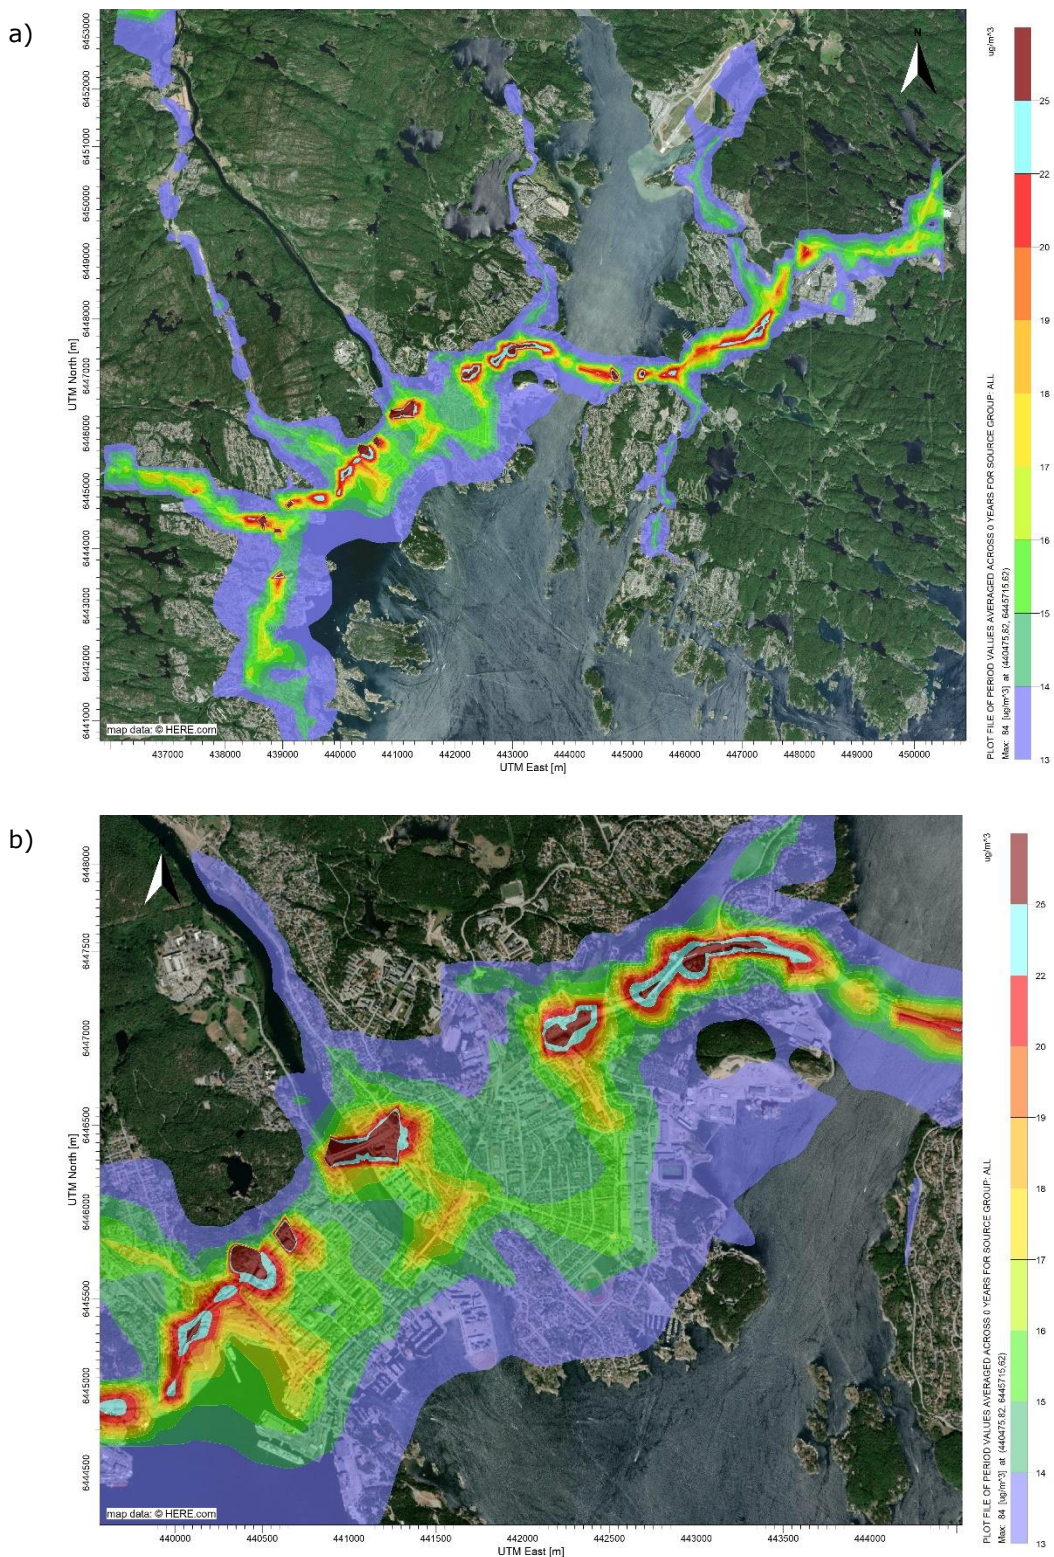 a)
N
ug/m^3
25
22
20
19
18
17
16
15
14
13
PLOT FILE OF PERIOD VALUES AVERAGED ACROSS 0 YEARS FOR SOURCE GROUP: ALL
Max: 84 [ug/m^3] at (440475.82, 6445715.62)
UTM North [m]
6453000
6452000
6451000
6450000
6449000
6448000
6447000
6446000
6445000
6444000
6443000
6442000
6441000
map data: © HERE.com
437000 438000 439000 440000 441000 442000 443000 444000 445000 446000 447000 448000 449000 450000
UTM East [m]
b)
ug/m^3
25
22
20
19
18
17
16
15
14
13
PLOT FILE OF PERIOD VALUES AVERAGED ACROSS 0 YEARS FOR SOURCE GROUP: ALL
Max: 84 [ug/m^3] at (440475.82, 6445715.62)
UTM North [m]
6448000
6447500
6447000
6446500
6446000
6445500
6445000
6444500
map data: © HERE.com
440000 440500 441000 441500 442000 442500 443000 443500 444000
UTM East [m]